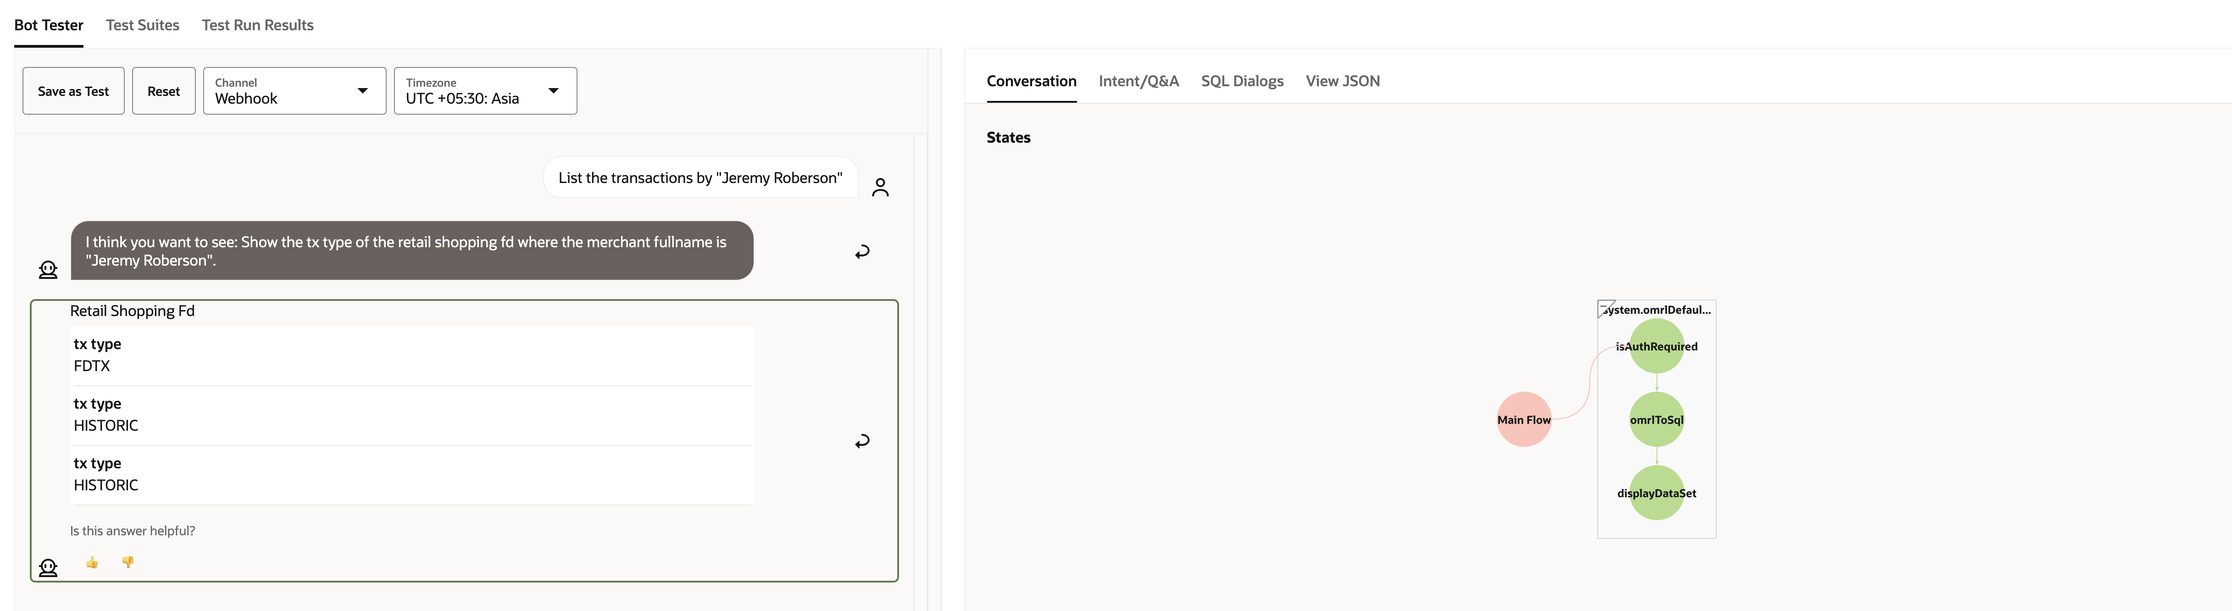 Bot Tester Test Suites Test Run Results
Save as Test
Reset
Channel
Webhook
Timezone
UTC +05:30: Asia
List the transactions by "Jeremy Roberson"
I think you want to see: Show the tx type of the retail shopping fd where the merchant fullname is
"Jeremy Roberson".
Retail Shopping Fd
tx type
FDTX
tx type
HISTORIC
tx type
HISTORIC
Is this answer helpful?
Conversation Intent/Q&A SQL Dialogs View JSON
States
System.omrlDefaul...
isAuthRequired
Main Flow
omrlToSql
displayDataSet